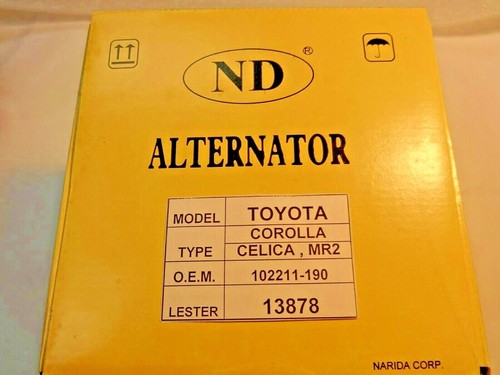 ND ®
ALTERNATOR
MODEL TOYOTA
COROLLA
TYPE CELICA , MR2
O.E.M. 102211-190
LESTER 13878
NARIDA CORP.